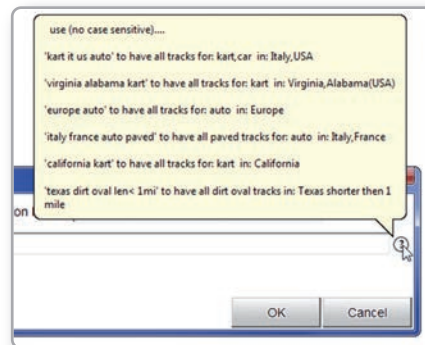 use (no case sensitive)....
'kart it us auto' to have all tracks for: kart,car in: Italy,USA
'virginia alabama kart' to have all tracks for: kart in: Virginia,Alabama(USA)
'europe auto' to have all tracks for: auto in: Europe
'italy france auto paved' to have all paved tracks for: auto in: Italy,France
'california kart' to have all tracks for: kart in: California
'texas dirt oval len< 1mi' to have all dirt oval tracks in: Texas shorter then 1
mile
on
OK Cancel